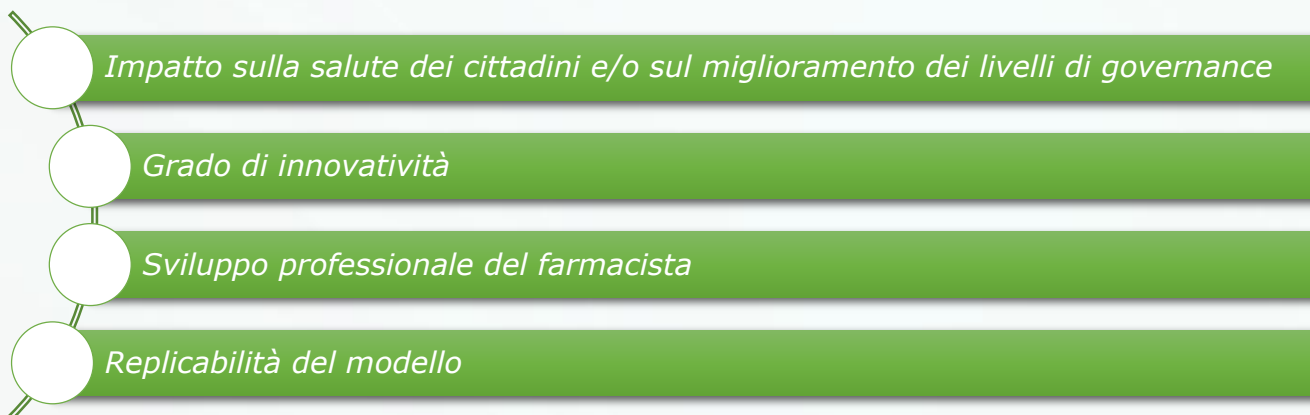 Impatto sulla salute dei cittadini e/o sul miglioramento dei livelli di governance
Grado di innovatività
Sviluppo professionale del farmacista
Replicabilità del modello